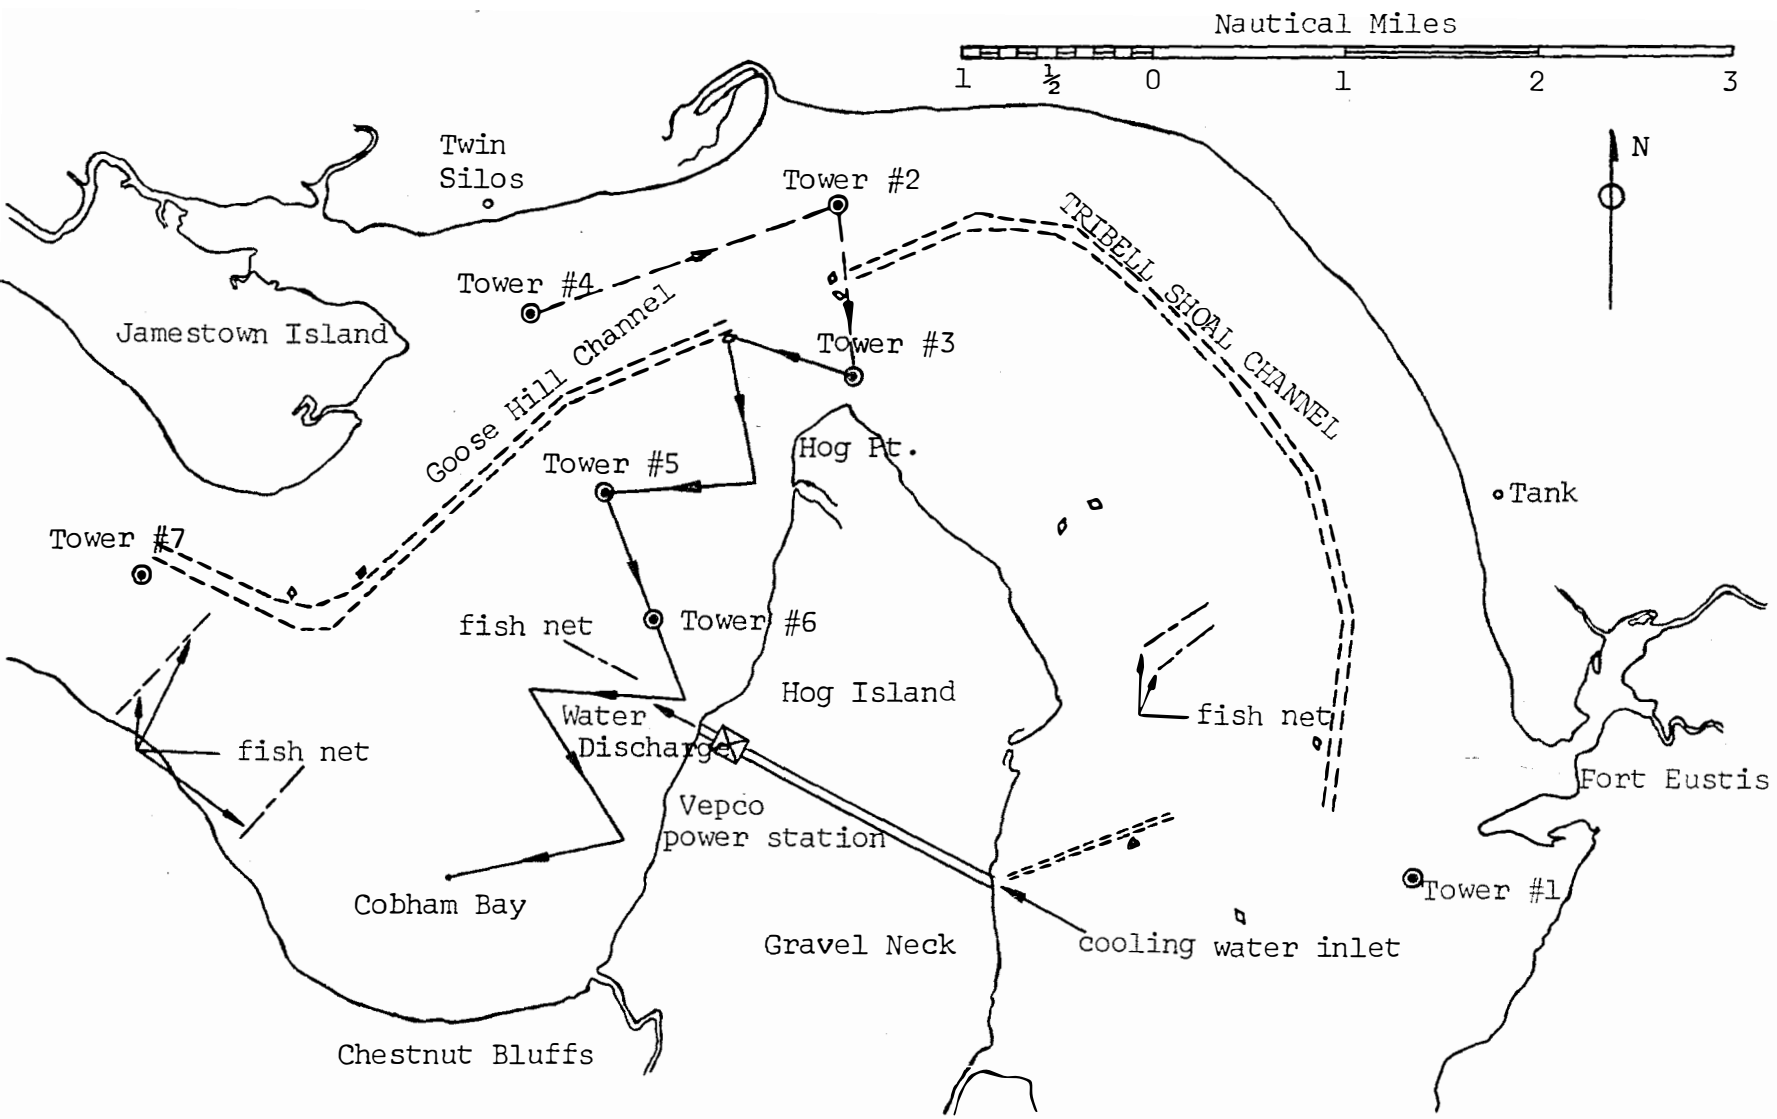 Nautical Miles
1 ½ 0 1 2 3
N
Twin
Silos
Tower #2
TRIBELL SHOAL CHANNEL
Tower #4
Jamestown Island
Goose Hill Channel
Tower #3
Hog Pt.
Tower #5
Tank
Tower #7
fish net
Tower #6
Hog Island
Water
Discharge
fish net
fish net
Fort Eustis
Vepco
power station
Tower #1
Cobham Bay
Gravel Neck
cooling water inlet
Chestnut Bluffs